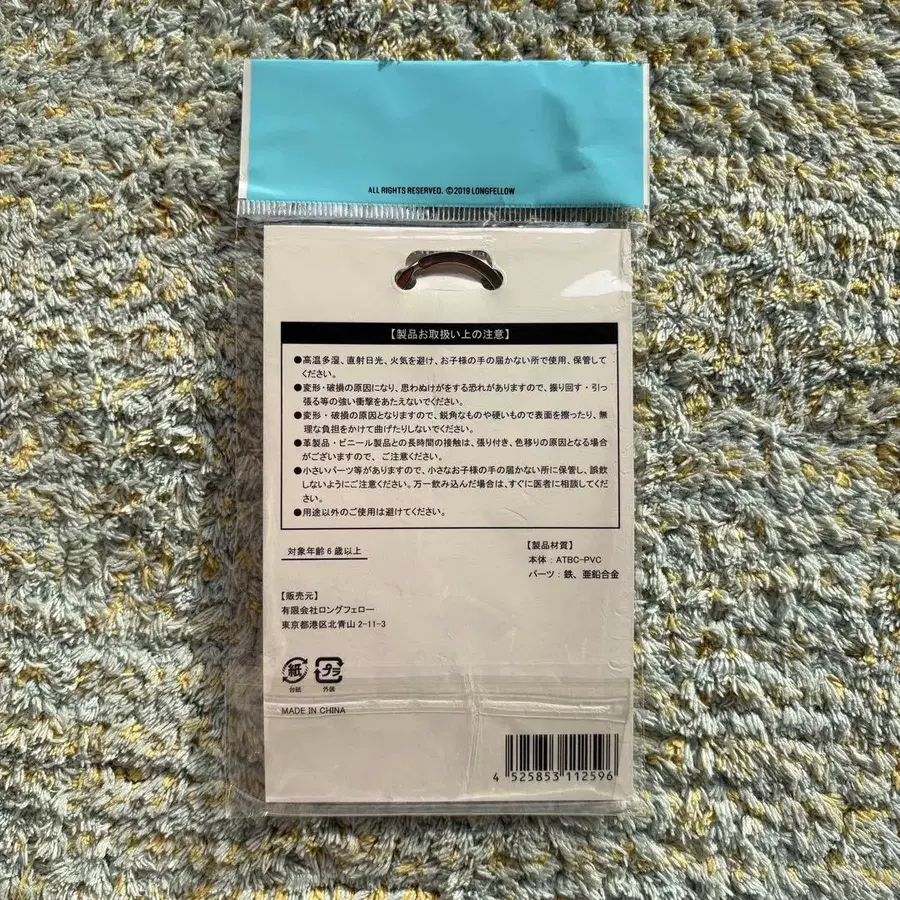 ALL RIGHTS RESERVED. ©2019 LONGFELLOW
【製品お取扱い上の注意】
●高温多湿、直射日光、火気を避け、お子様の手の届かない所で使用、保管して
ください。
●変形・破損の原因になり、思わぬけがをする恐れがありますので、振り回す・引っ
張る等の強い衝撃をあたえないでください。
●変形・破損の原因となりますので、鋭角なものや硬いもので表面を擦ったり、無
理な負担をかけて曲げたりしないでください。
●革製品・ビニール製品との長時間の接触は、張り付き、色移りの原因となる場合
がございますので、ご注意ください。
●小さいパーツ等がありますので、小さなお子様の手の届かない所に保管し、誤飲
しないようにご注意ください。万一飲み込んだ場合は、すぐに医者に相談してくだ
さい。
●用途以外のご使用は避けてください。
対象年齢6歳以上
【製品材質】
本体：ATBC-PVC
パーツ：鉄、亜鉛合金
【販売元】
有限会社ロングフェロー
東京都港区北青山2-11-3
紙 プラ
台紙 外装
MADE IN CHINA
4 525853 112596